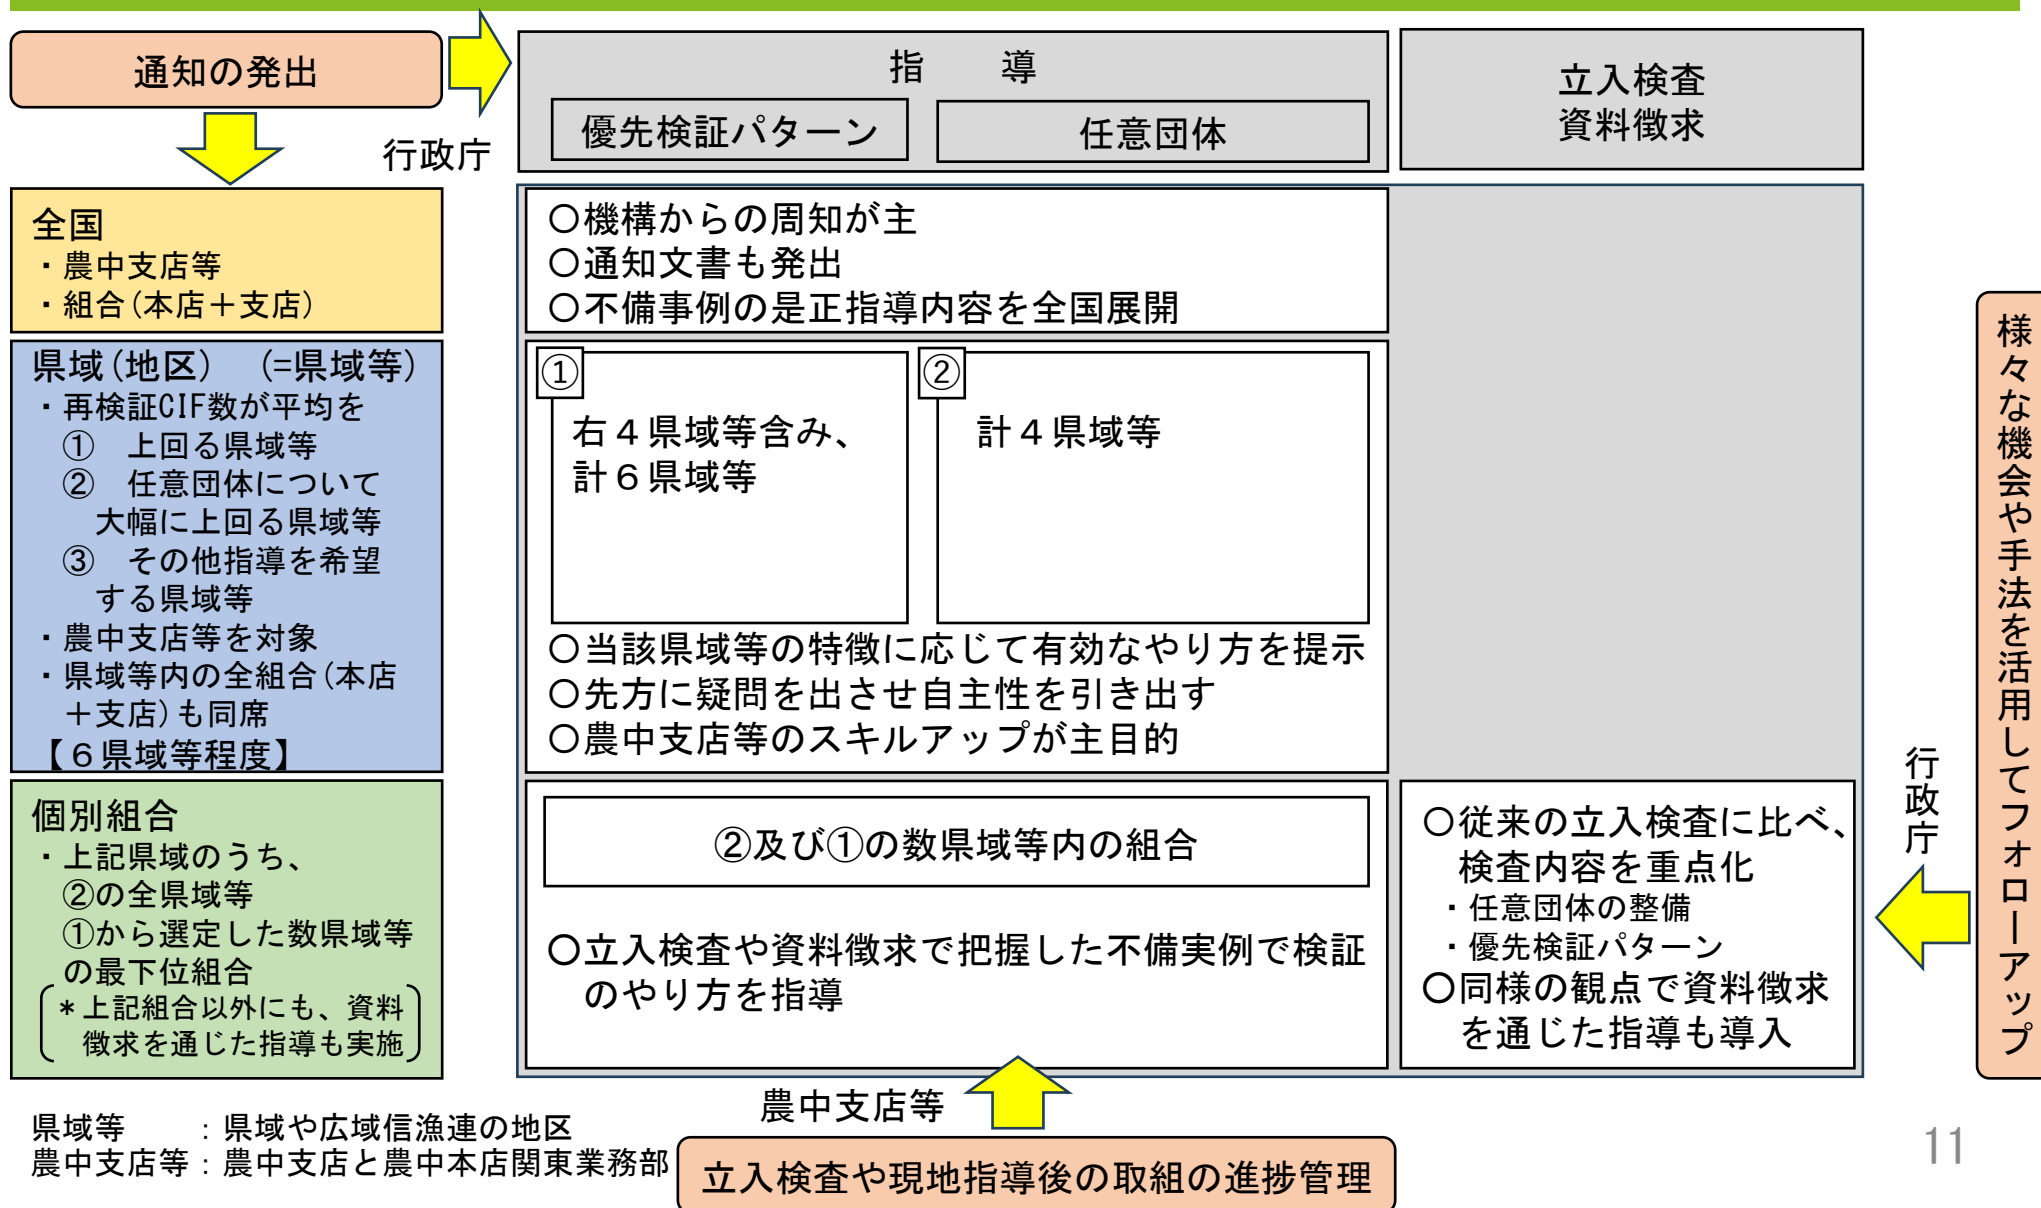 通知の発出
行政庁
指　導
優先検証パターン
任意団体
立入検査
資料徴求
全国
・農中支店等
・組合(本店＋支店)
〇機構からの周知が主
〇通知文書も発出
〇不備事例の是正指導内容を全国展開
県域(地区)　(=県域等)
・再検証CIF数が平均を
①　上回る県域等
②　任意団体について
大幅に上回る県域等
③　その他指導を希望
する県域等
・農中支店等を対象
・県域等内の全組合(本店
＋支店)も同席
【６県域等程度】
①
右４県域等含み、
計６県域等
②
計４県域等
〇当該県域等の特徴に応じて有効なやり方を提示
〇先方に疑問を出させ自主性を引き出す
〇農中支店等のスキルアップが主目的
個別組合
・上記県域のうち、
②の全県域等
①から選定した数県域等
の最下位組合
＊上記組合以外にも、資料
徴求を通じた指導も実施
②及び①の数県域等内の組合
〇立入検査や資料徴求で把握した不備実例で検証
のやり方を指導
〇従来の立入検査に比べ、
検査内容を重点化
・任意団体の整備
・優先検証パターン
〇同様の観点で資料徴求
を通じた指導も導入
行政庁
様々な機会や手法を活用してフォローアップ
農中支店等
立入検査や現地指導後の取組の進捗管理
県域等　　：県域や広域信漁連の地区
農中支店等：農中支店と農中本店関東業務部
11